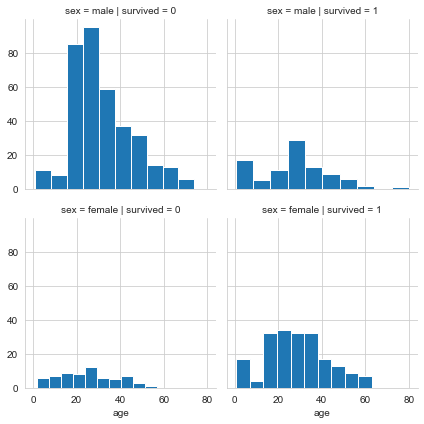 sex = male | survived = 0
sex = male | survived = 1
80
60
40
20
0
sex = female | survived = 0
sex = female | survived = 1
80
60
40
20
0
0 20 40 60 80
0 20 40 60 80
age
age